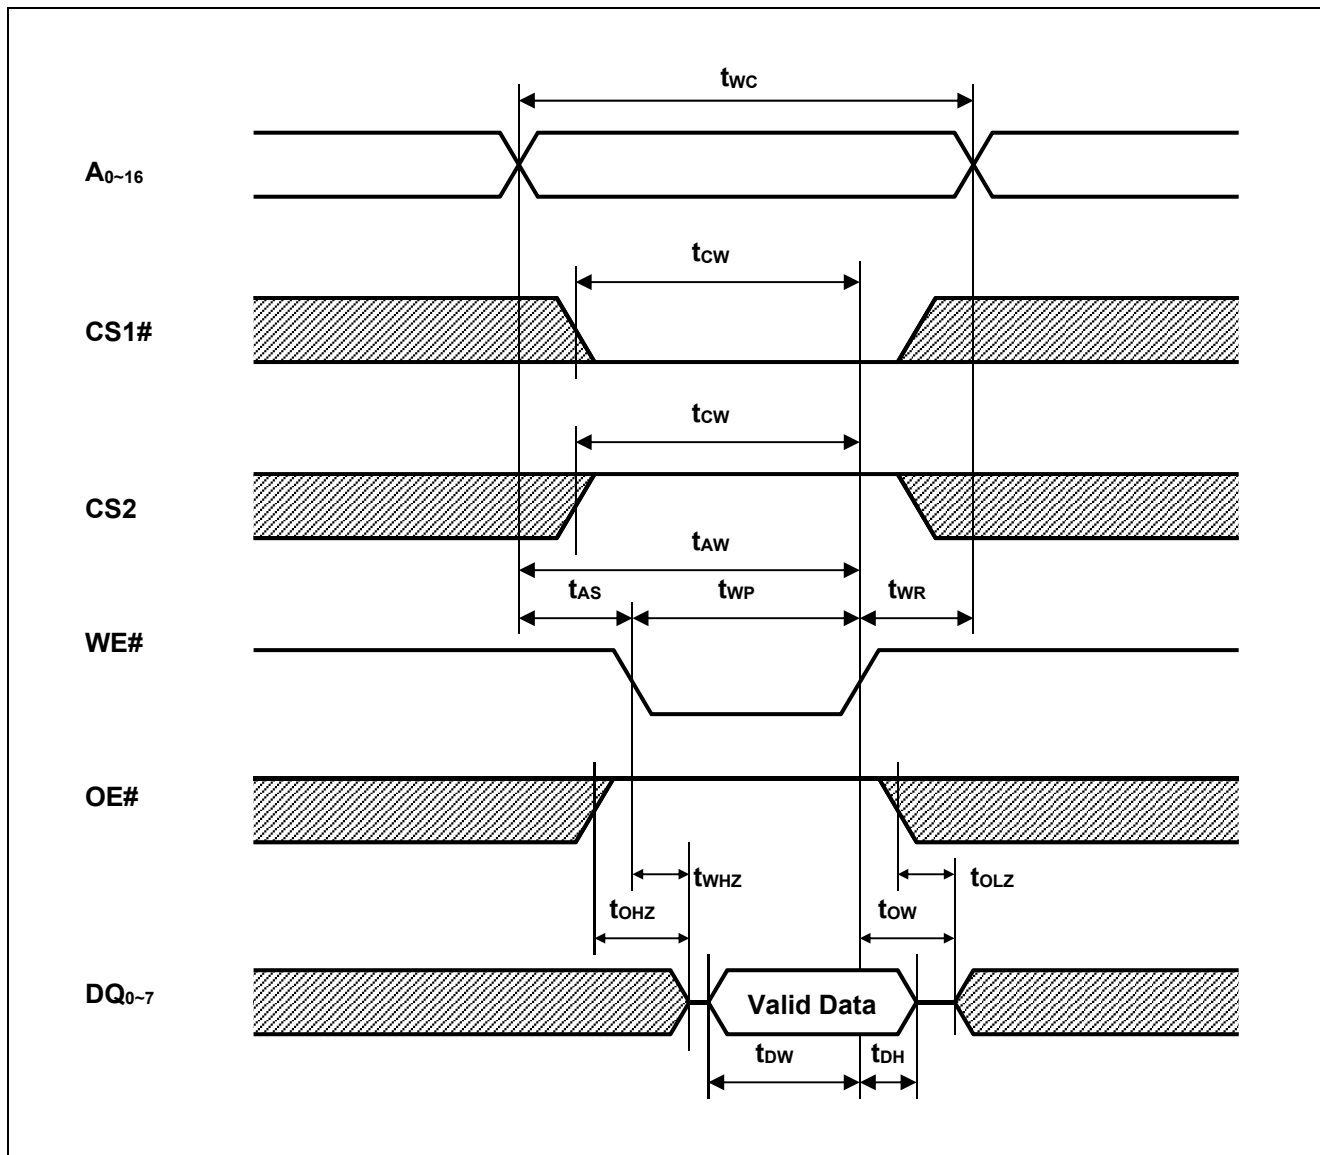 tWC
A0~16
tCW
CS1#
tCW
CS2
tAW
tAS tWP tWR
WE#
OE#
tWHZ tOLZ
tOHZ tOW
DQ0~7 Valid Data
tDW tDH